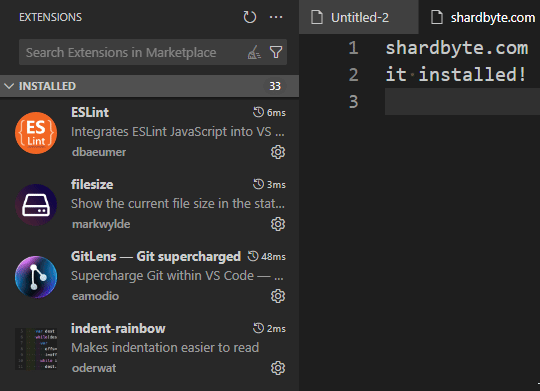 EXTENSIONS
Search Extensions in Marketplace
INSTALLED 33
ESLint 6ms
Integrates ESLint JavaScript into VS ...
dbaeumer
ES
Lint
filesize 3ms
Show the current file size in the stat...
markwylde
GitLens — Git supercharged 48ms
Supercharge Git within VS Code — ...
eamodio
indent-rainbow 2ms
Makes indentation easier to read
oderwat
Untitled-2 shardbyte.com
1 shardbyte.com
2 it·installed!
3